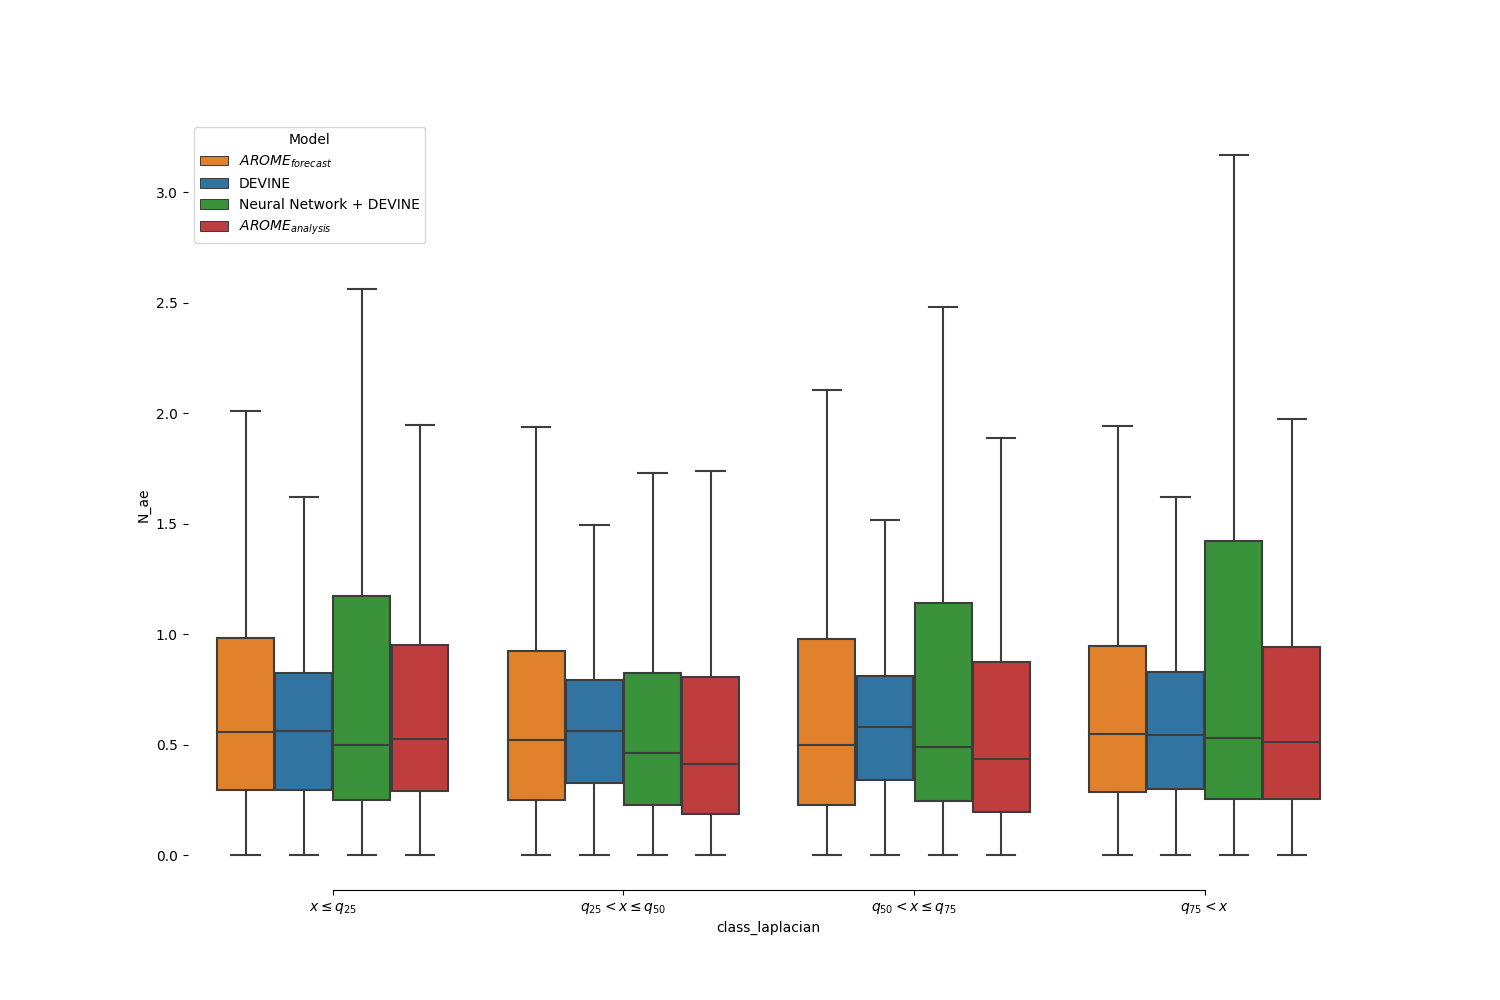 Model
AROME_forecast
DEVINE
Neural Network + DEVINE
AROME_analysis
3.0
2.5
2.0
1.5
1.0
0.5
0.0
N_ae
x ≤ q₂₅
q₂₅ < x ≤ q₅₀
q₅₀ < x ≤ q₇₅
q₇₅ < x
class_laplacian